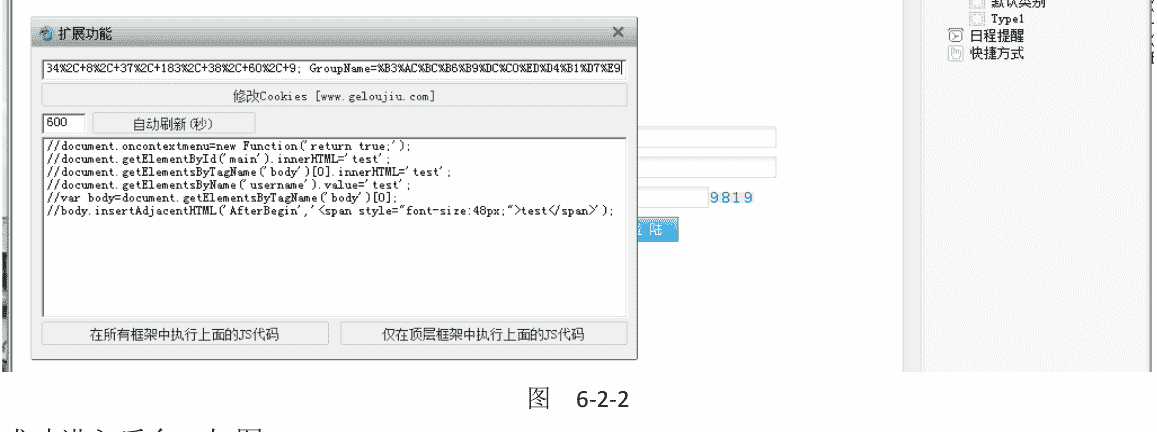 默认类别
Type1
日程提醒
快捷方式
扩展功能
34%2C+8%2C+37%2C+183%2C+38%2C+60%2C+9; GroupName=%B3%AC%BC%B6%B9%DC%C0%ED%D4%B1%D7%E9
修改Cookies [www.geloujiu.com]
600 自动刷新(秒)
//document.oncontextmenu=new Function('return true;');
//document.getElementById('main').innerHTML='test';
//document.getElementsByTagName('body')[0].innerHTML='test';
//document.getElementsByName('username').value='test';
//var body=document.getElementsByTagName('body')[0];
//body.insertAdjacentHTML('AfterBegin','<span style="font-size:48px;">test</span>');
9819
陆
在所有框架中执行上面的JS代码 仅在顶层框架中执行上面的JS代码
图 6-2-2